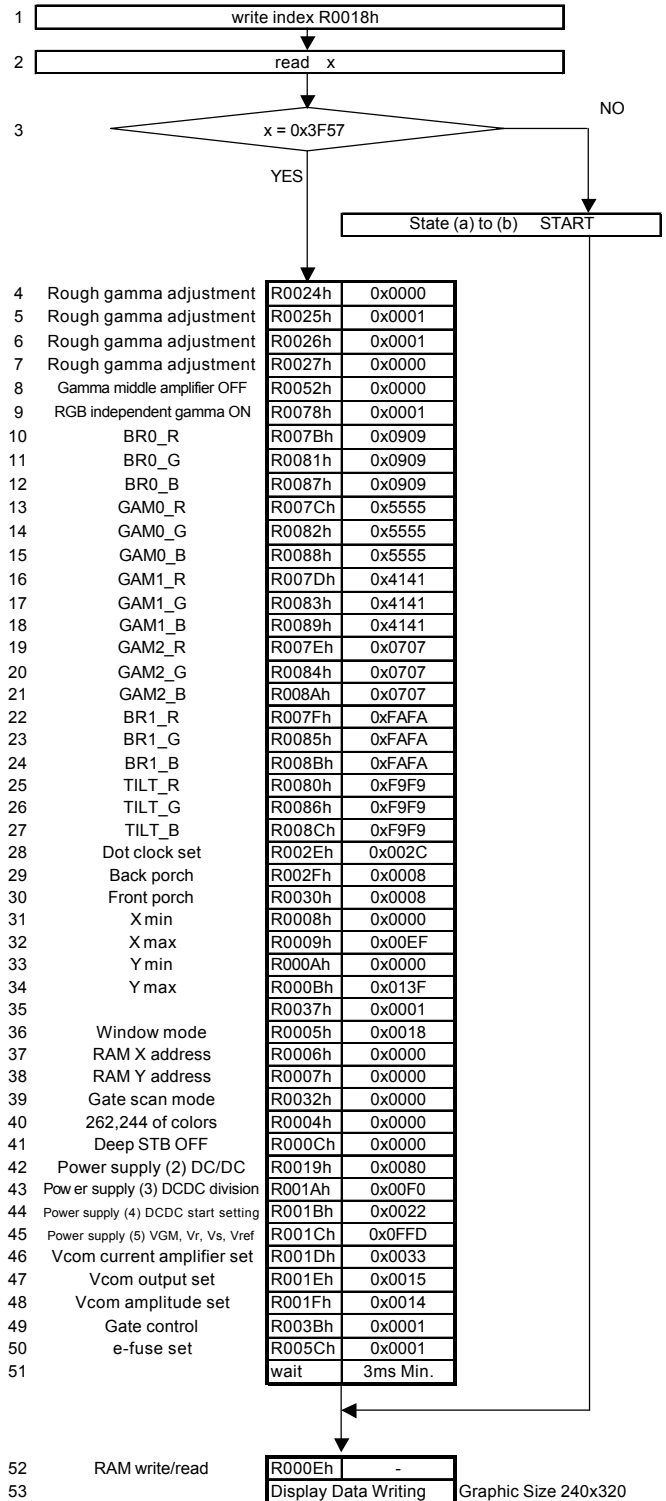 1 write index R0018h
2 read x
NO
3 x = 0x3F57
YES
State (a) to (b) START
4 Rough gamma adjustment R0024h 0x0000
5 Rough gamma adjustment R0025h 0x0001
6 Rough gamma adjustment R0026h 0x0001
7 Rough gamma adjustment R0027h 0x0000
8 Gamma middle amplifier OFF R0052h 0x0000
9 RGB independent gamma ON R0078h 0x0001
10 BR0_R R007Bh 0x0909
11 BR0_G R0081h 0x0909
12 BR0_B R0087h 0x0909
13 GAM0_R R007Ch 0x5555
14 GAM0_G R0082h 0x5555
15 GAM0_B R0088h 0x5555
16 GAM1_R R007Dh 0x4141
17 GAM1_G R0083h 0x4141
18 GAM1_B R0089h 0x4141
19 GAM2_R R007Eh 0x0707
20 GAM2_G R0084h 0x0707
21 GAM2_B R008Ah 0x0707
22 BR1_R R007Fh 0xFAFA
23 BR1_G R0085h 0xFAFA
24 BR1_B R008Bh 0xFAFA
25 TILT_R R0080h 0xF9F9
26 TILT_G R0086h 0xF9F9
27 TILT_B R008Ch 0xF9F9
28 Dot clock set R002Eh 0x002C
29 Back porch R002Fh 0x0008
30 Front porch R0030h 0x0008
31 X min R0008h 0x0000
32 X max R0009h 0x00EF
33 Y min R000Ah 0x0000
34 Y max R000Bh 0x013F
35 R0037h 0x0001
36 Window mode R0005h 0x0018
37 RAM X address R0006h 0x0000
38 RAM Y address R0007h 0x0000
39 Gate scan mode R0032h 0x0000
40 262,244 of colors R0004h 0x0000
41 Deep STB OFF R000Ch 0x0000
42 Power supply (2) DC/DC R0019h 0x0080
43 Power supply (3) DCDC division R001Ah 0x00F0
44 Power supply (4) DCDC start setting R001Bh 0x0022
45 Power supply (5) VGM, Vr, Vs, Vref R001Ch 0x0FFD
46 Vcom current amplifier set R001Dh 0x0033
47 Vcom output set R001Eh 0x0015
48 Vcom amplitude set R001Fh 0x0014
49 Gate control R003Bh 0x0001
50 e-fuse set R005Ch 0x0001
51 wait 3ms Min.
52 RAM write/read R000Eh -
53 Display Data Writing Graphic Size 240x320